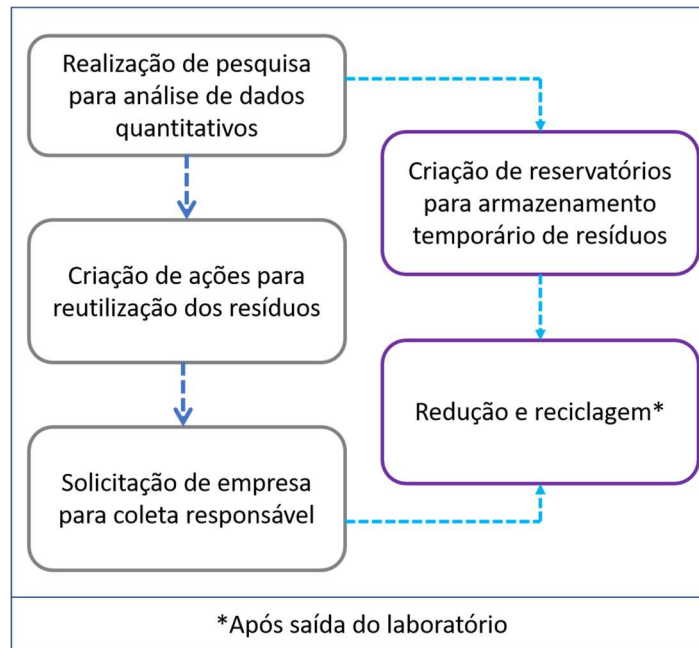 Realização de pesquisa
para análise de dados
quantitativos
Criação de reservatórios
para armazenamento
temporário de resíduos
Criação de ações para
reutilização dos resíduos
Redução e reciclagem*
Solicitação de empresa
para coleta responsável
*Após saída do laboratório